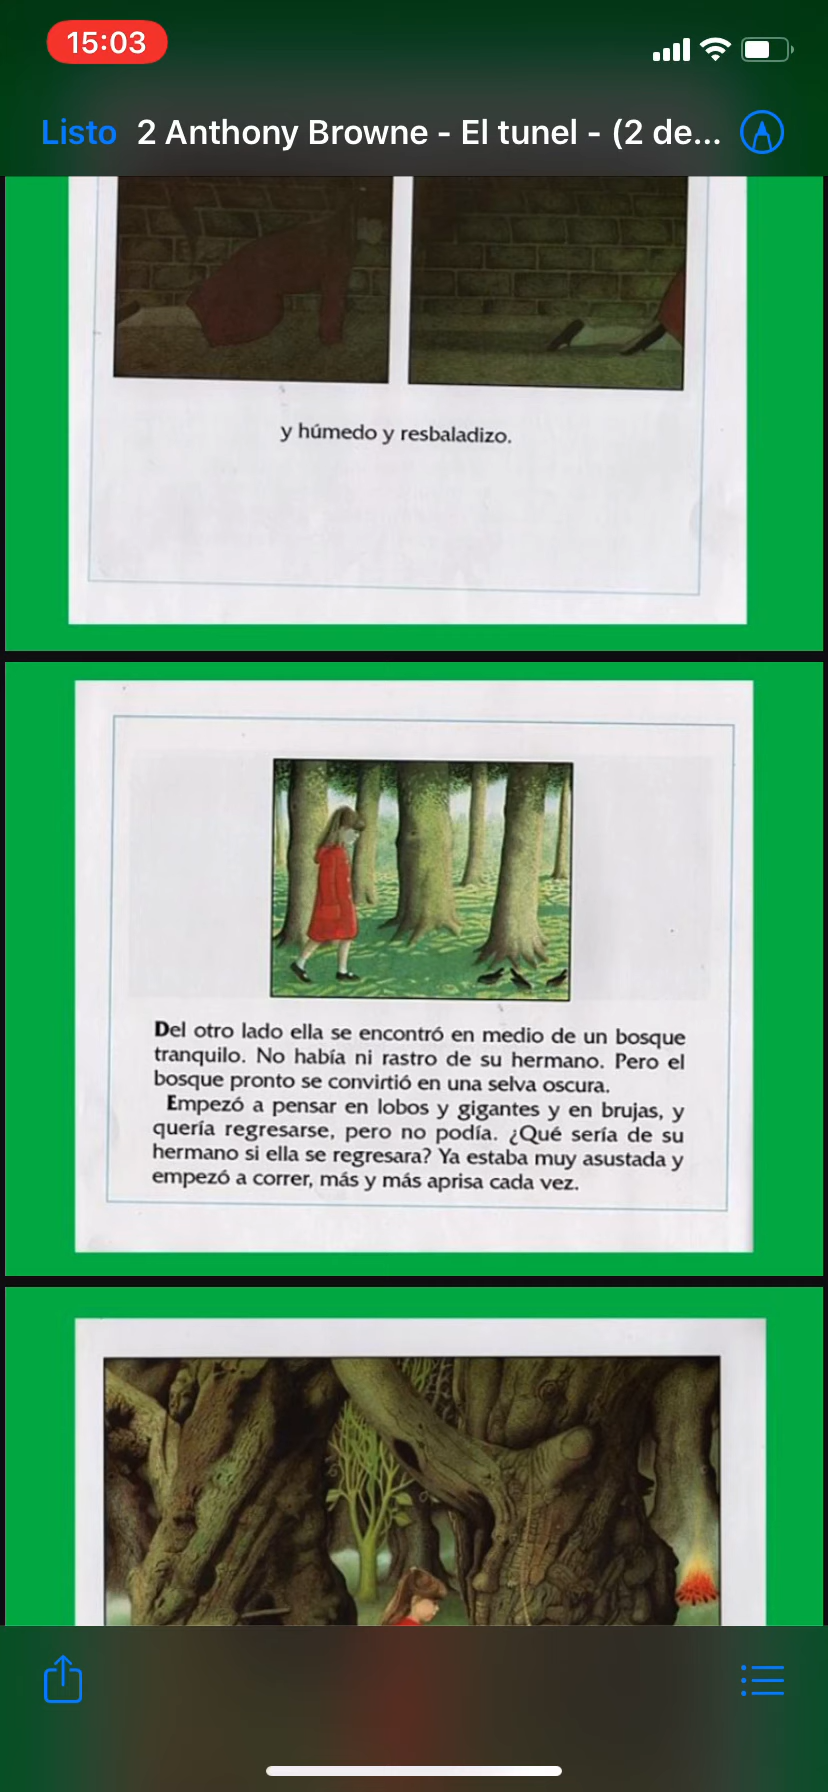 15:03
Listo 2 Anthony Browne - El tunel - (2 de...
y húmedo y resbaladizo.
Del otro lado ella se encontró en medio de un bosque
tranquilo. No había ni rastro de su hermano. Pero el
bosque pronto se convirtió en una selva oscura.
Empezó a pensar en lobos y gigantes y en brujas, y
quería regresarse, pero no podía. ¿Qué sería de su
hermano si ella se regresara? Ya estaba muy asustada y
empezó a correr, más y más aprisa cada vez.